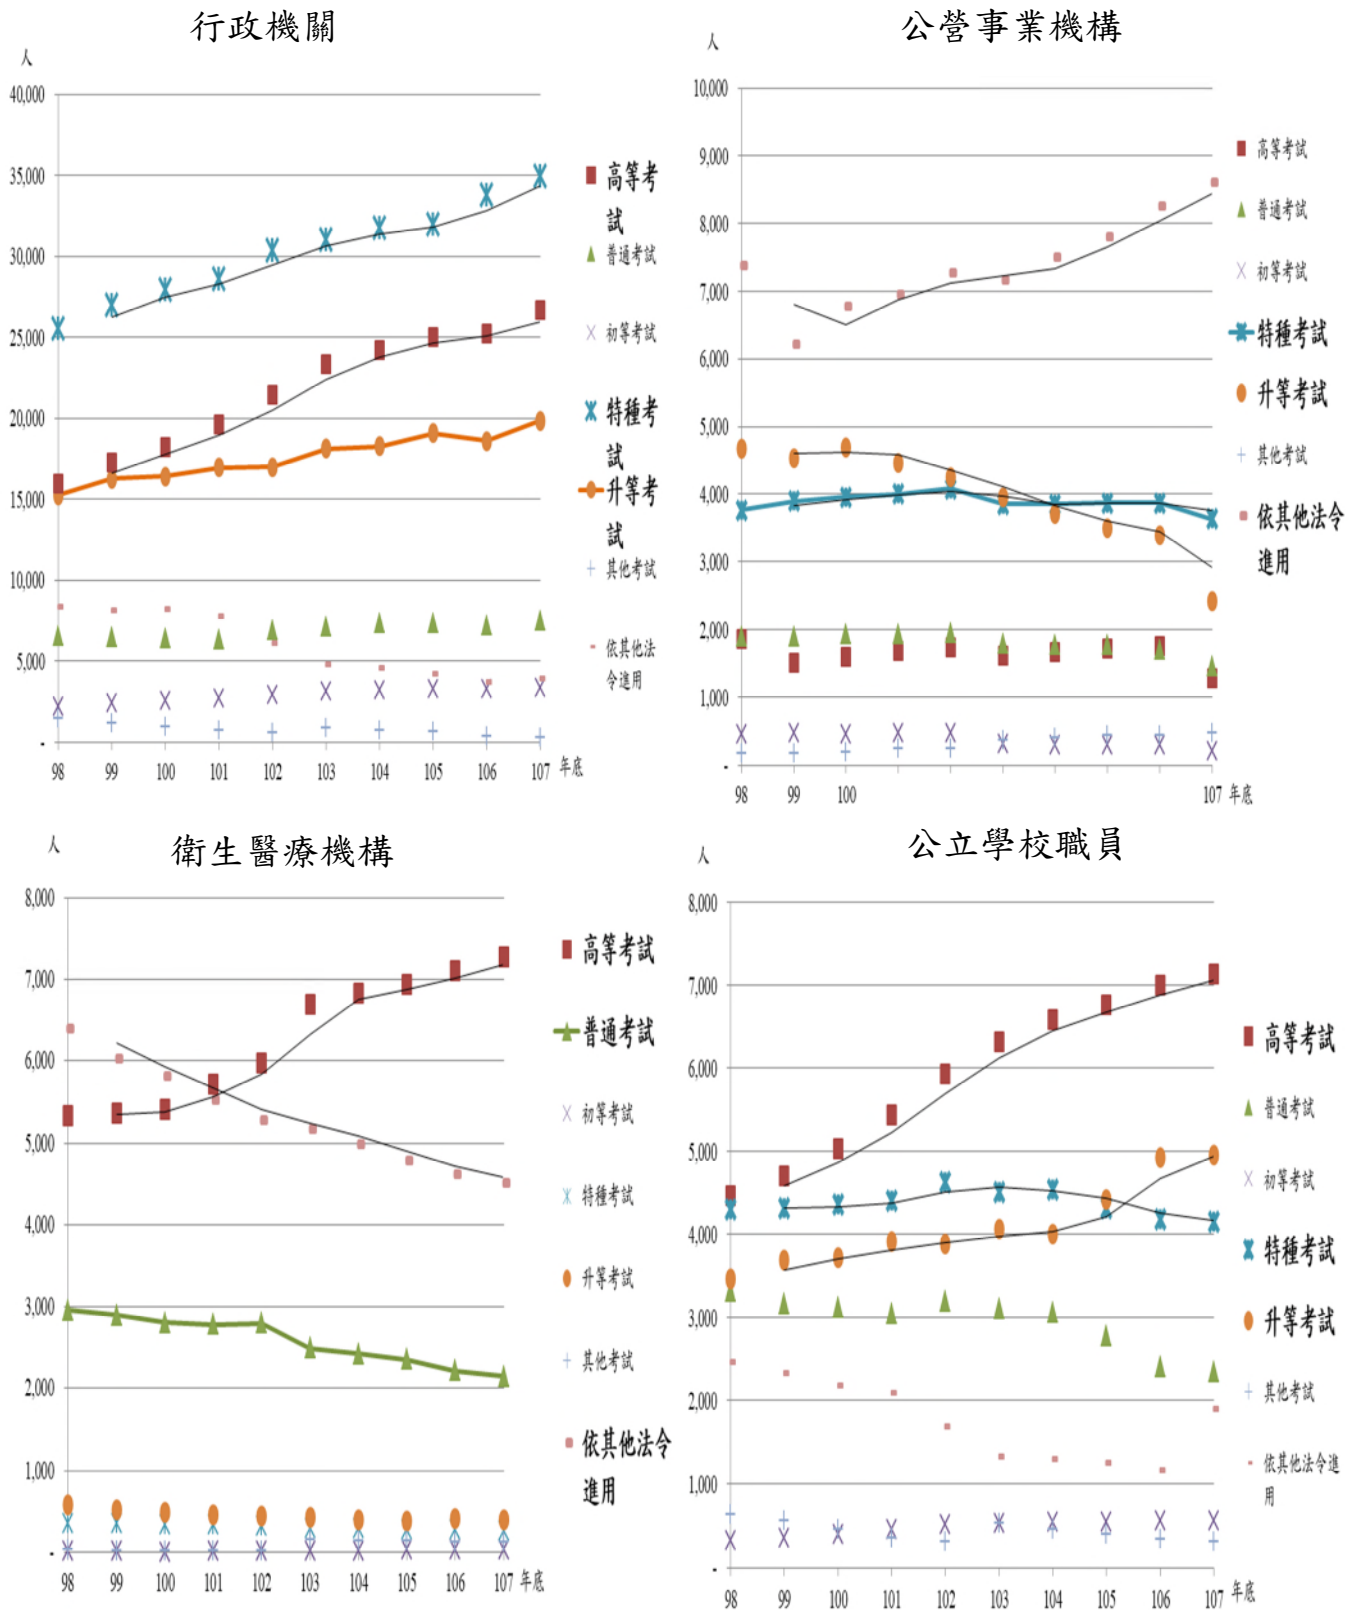 行政機關
人
40,000
35,000
30,000
25,000
20,000
15,000
10,000
5,000
-
98
99
100
101
102
103
104
105
106
107
年底
高等考
試
普通考試
初等考試
特種考
試
升等考
試
其他考試
依其他法
令進用
公營事業機構
人
10,000
9,000
8,000
7,000
6,000
5,000
4,000
3,000
2,000
1,000
-
98
99
100
107
年底
高等考試
普通考試
初等考試
特種考試
升等考試
其他考試
依其他法令
進用
衛生醫療機構
人
8,000
7,000
6,000
5,000
4,000
3,000
2,000
1,000
-
98
99
100
101
102
103
104
105
106
107
年底
高等考試
普通考試
初等考試
特種考試
升等考試
其他考試
依其他法令
進用
公立學校職員
人
8,000
7,000
6,000
5,000
4,000
3,000
2,000
1,000
-
98
99
100
101
102
103
104
105
106
107
年底
高等考試
普通考試
初等考試
特種考試
升等考試
其他考試
依其他法令進
用